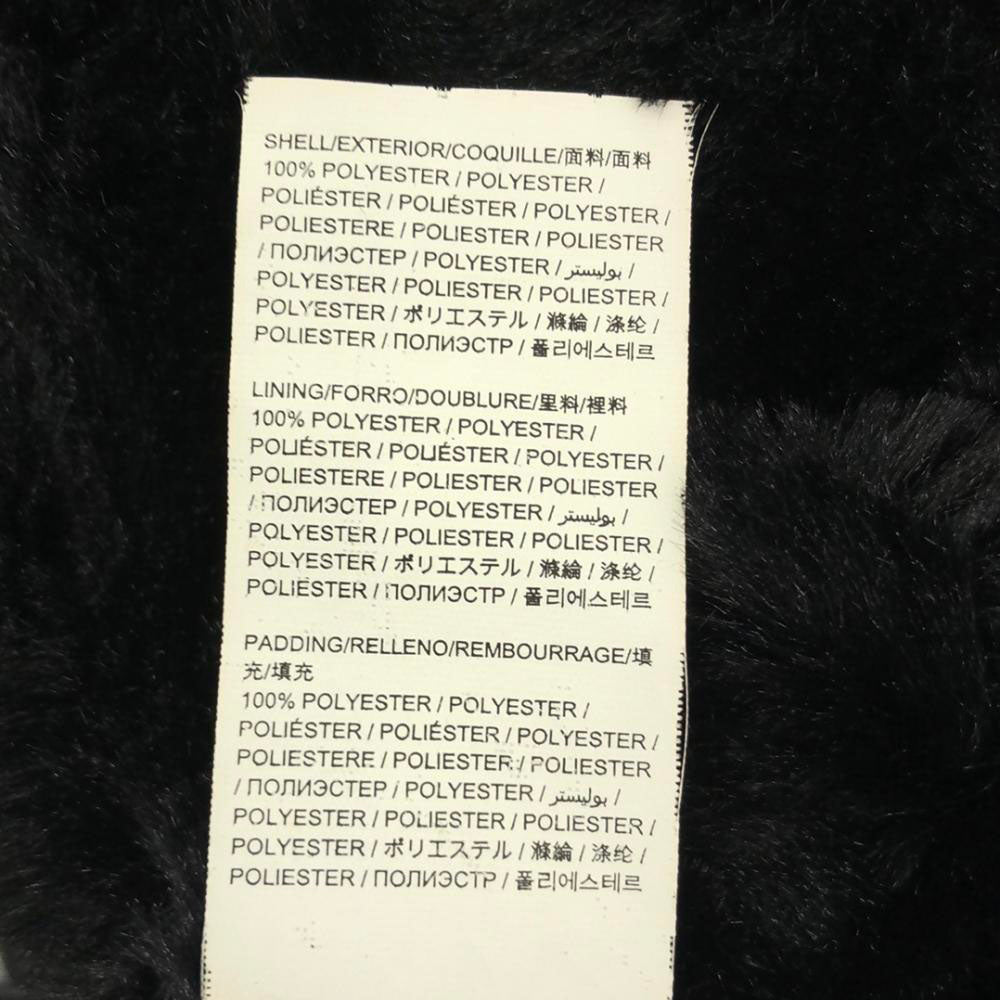 SHELL/EXTERIOR/COQUILLE/面料/面料
100% POLYESTER / POLYESTER /
POLIÉSTER / POLIÉSTER / POLYESTER /
POLIESTERE / POLIESTER / POLIESTER
/ ПОЛИЭСТЕР / POLYESTER / بوليستر /
POLYESTER / POLIESTER / POLIESTER /
POLYESTER / ポリエステル / 滌綸 / 涤纶 /
POLIESTER / ПОЛИЭСТР / 폴리에스테르
LINING/FORRO/DOUBLURE/里料/裡料
100% POLYESTER / POLYESTER /
POLIÉSTER / POLIÉSTER / POLYESTER /
POLIESTERE / POLIESTER / POLIESTER
/ ПОЛИЭСТЕР / POLYESTER / بوليستر /
POLYESTER / POLIESTER / POLIESTER /
POLYESTER / ポリエステル / 滌綸 / 涤纶 /
POLIESTER / ПОЛИЭСТР / 폴리에스테르
PADDING/RELLENO/REMBOURRAGE/填
充/填充
100% POLYESTER / POLYESTER /
POLIÉSTER / POLIÉSTER / POLYESTER /
POLIESTERE / POLIESTER / POLIESTER
/ ПОЛИЭСТЕР / POLYESTER / بوليستر /
POLYESTER / POLIESTER / POLIESTER /
POLYESTER / ポリエステル / 滌綸 / 涤纶 /
POLIESTER / ПОЛИЭСТР / 폴리에스테르